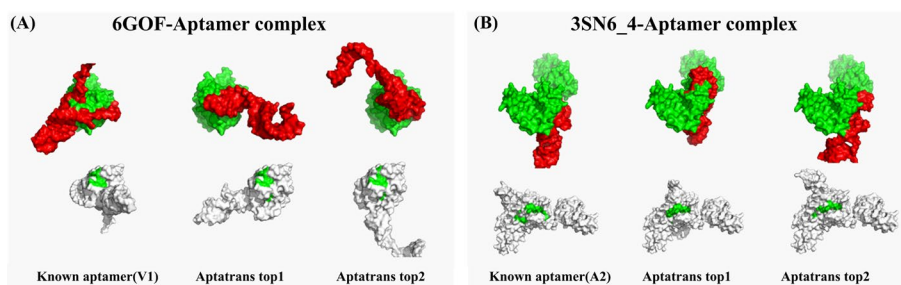 (A) 6GOF-Aptamer complex
Known aptamer(V1) Aptatrans top1 Aptatrans top2
(B) 3SN6_4-Aptamer complex
Known aptamer(A2) Aptatrans top1 Aptatrans top2